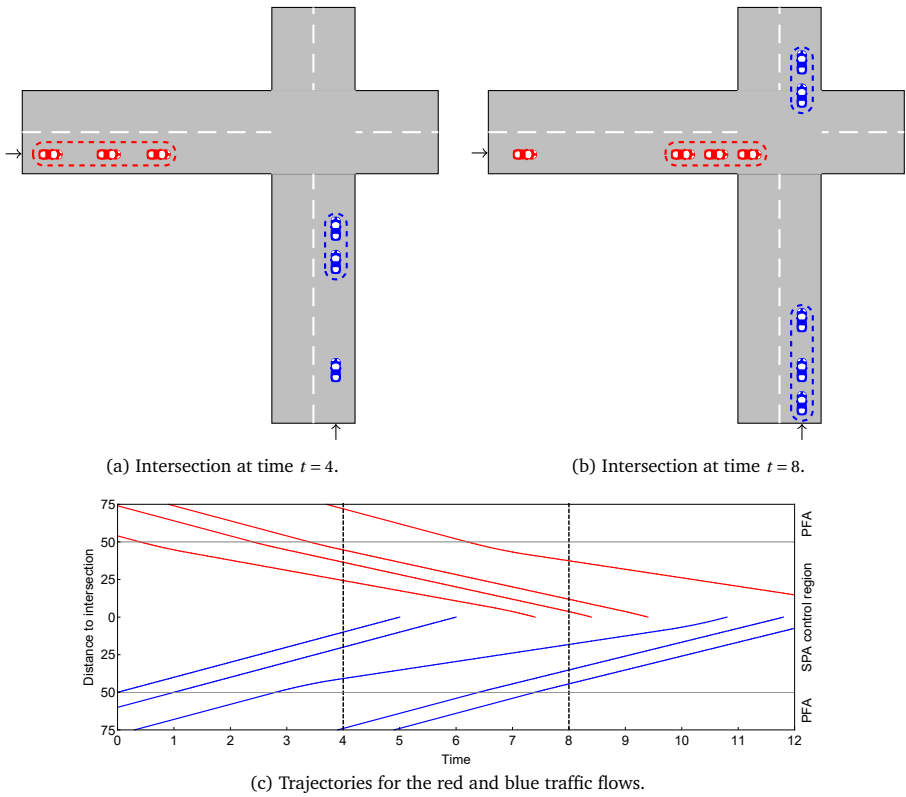 (a) Intersection at time t = 4.
(b) Intersection at time t = 8.
75
50
25
0
25
50
75
Distance to intersection
0 1 2 3 4 5 6 7 8 9 10 11 12
Time
PFA
SPA control region
PFA
(c) Trajectories for the red and blue traffic flows.